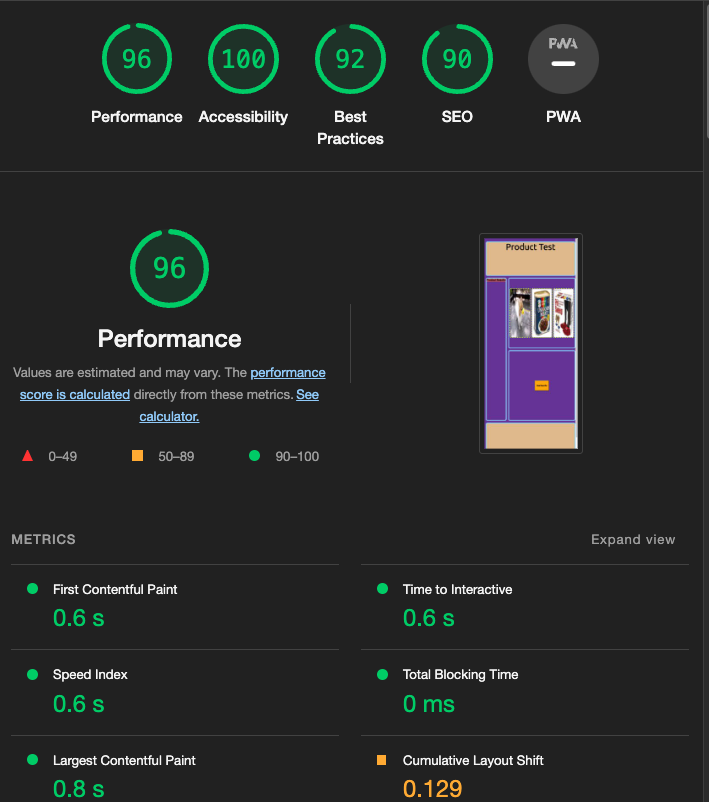 96
100
92
90
PWA
Performance
Accessibility
Best
Practices
SEO
PWA
96
Performance
Values are estimated and may vary. The performance
score is calculated directly from these metrics. See
calculator.
0–49
50–89
90–100
Product Test
METRICS
Expand view
First Contentful Paint
0.6 s
Time to Interactive
0.6 s
Speed Index
0.6 s
Total Blocking Time
0 ms
Largest Contentful Paint
0.8 s
Cumulative Layout Shift
0.129